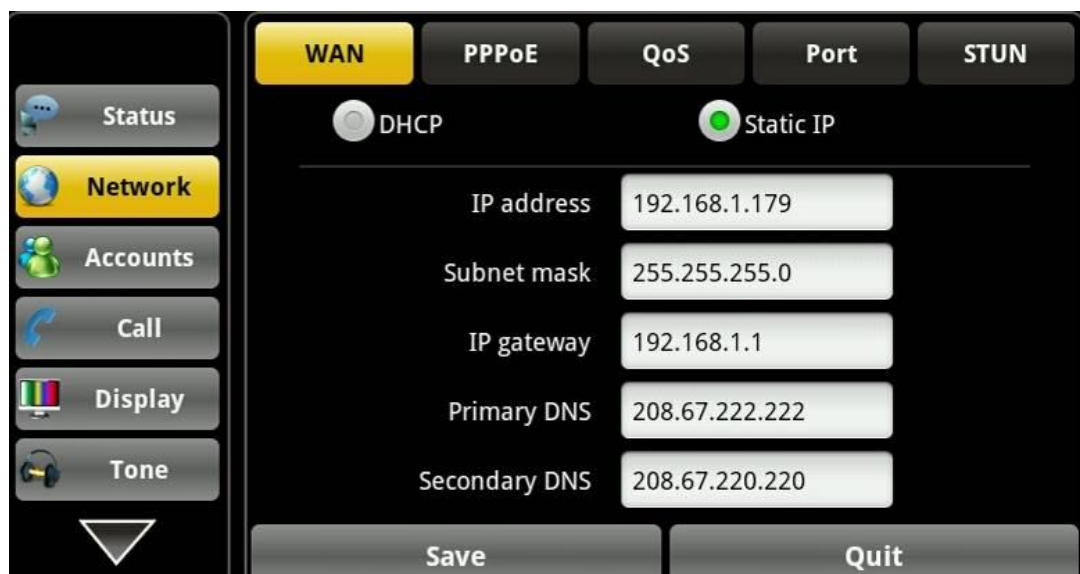 WAN PPPoE QoS Port STUN
Status
DHCP Static IP
Network
IP address 192.168.1.179
Accounts
Subnet mask 255.255.255.0
Call
IP gateway 192.168.1.1
Display
Primary DNS 208.67.222.222
Tone
Secondary DNS 208.67.220.220
Save Quit